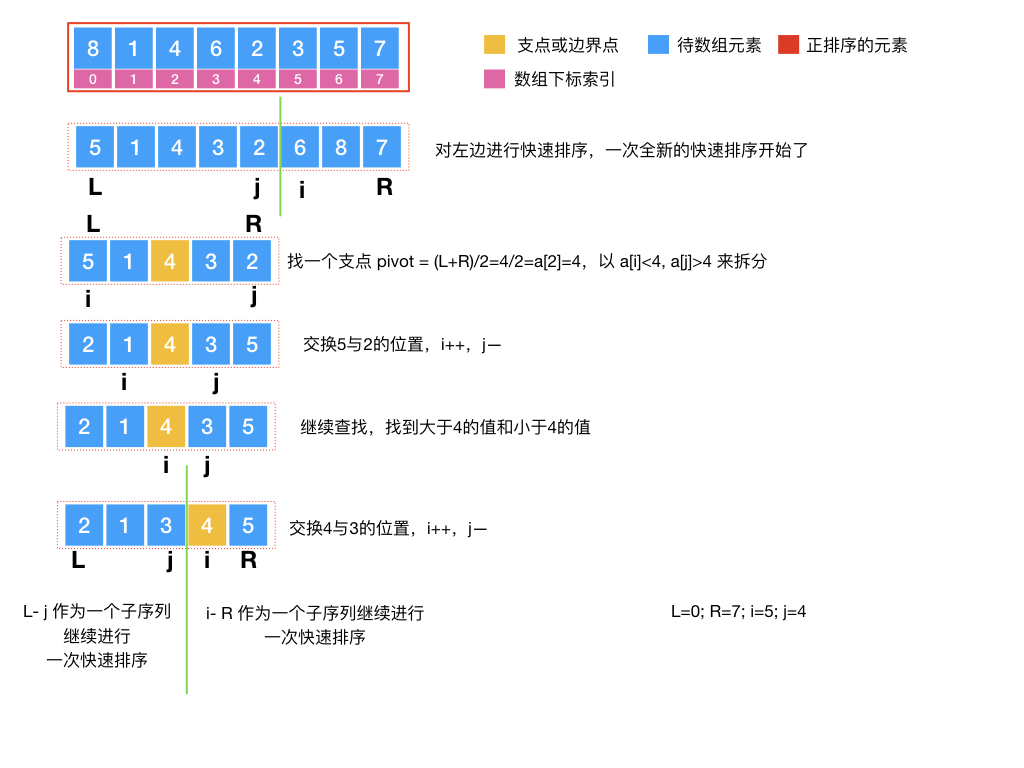 8 1 4 6 2 3 5 7
0 1 2 3 4 5 6 7
支点或边界点 待数组元素 正排序的元素
数组下标索引
5 1 4 3 2 6 8 7
对左边进行快速排序，一次全新的快速排序开始了
L j i R
L R
5 1 4 3 2
找一个支点 pivot = (L+R)/2=4/2=a[2]=4，以 a[i]<4, a[j]>4 来拆分
i j
2 1 4 3 5
交换5与2的位置，i++，j—
i j
2 1 4 3 5
继续查找，找到大于4的值和小于4的值
i j
2 1 3 4 5
交换4与3的位置，i++，j—
L j i R
L- j 作为一个子序列
继续进行
一次快速排序
i- R 作为一个子序列继续进行
一次快速排序
L=0; R=7; i=5; j=4